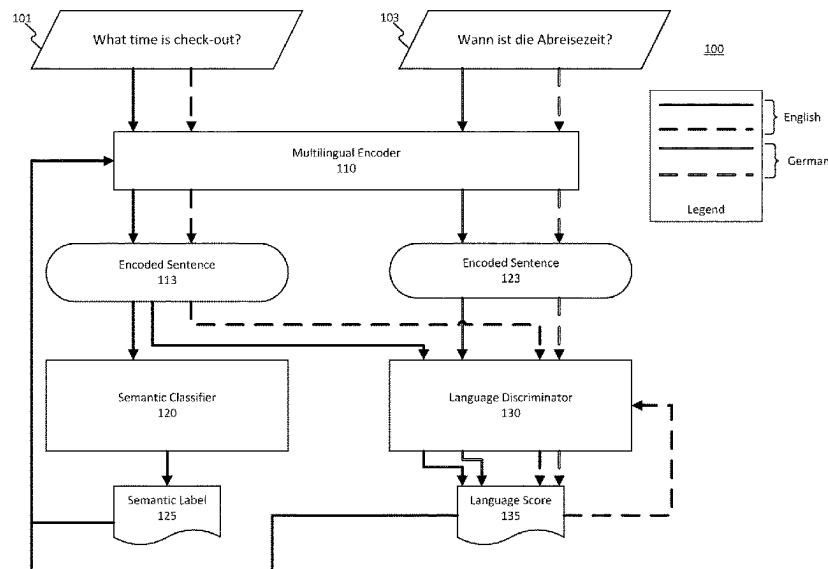 101
What time is check-out?
103
Wann ist die Abreisezeit?
100
English
German
Legend
Multilingual Encoder
110
Encoded Sentence
113
Encoded Sentence
123
Semantic Classifier
120
Language Discriminator
130
Semantic Label
125
Language Score
135